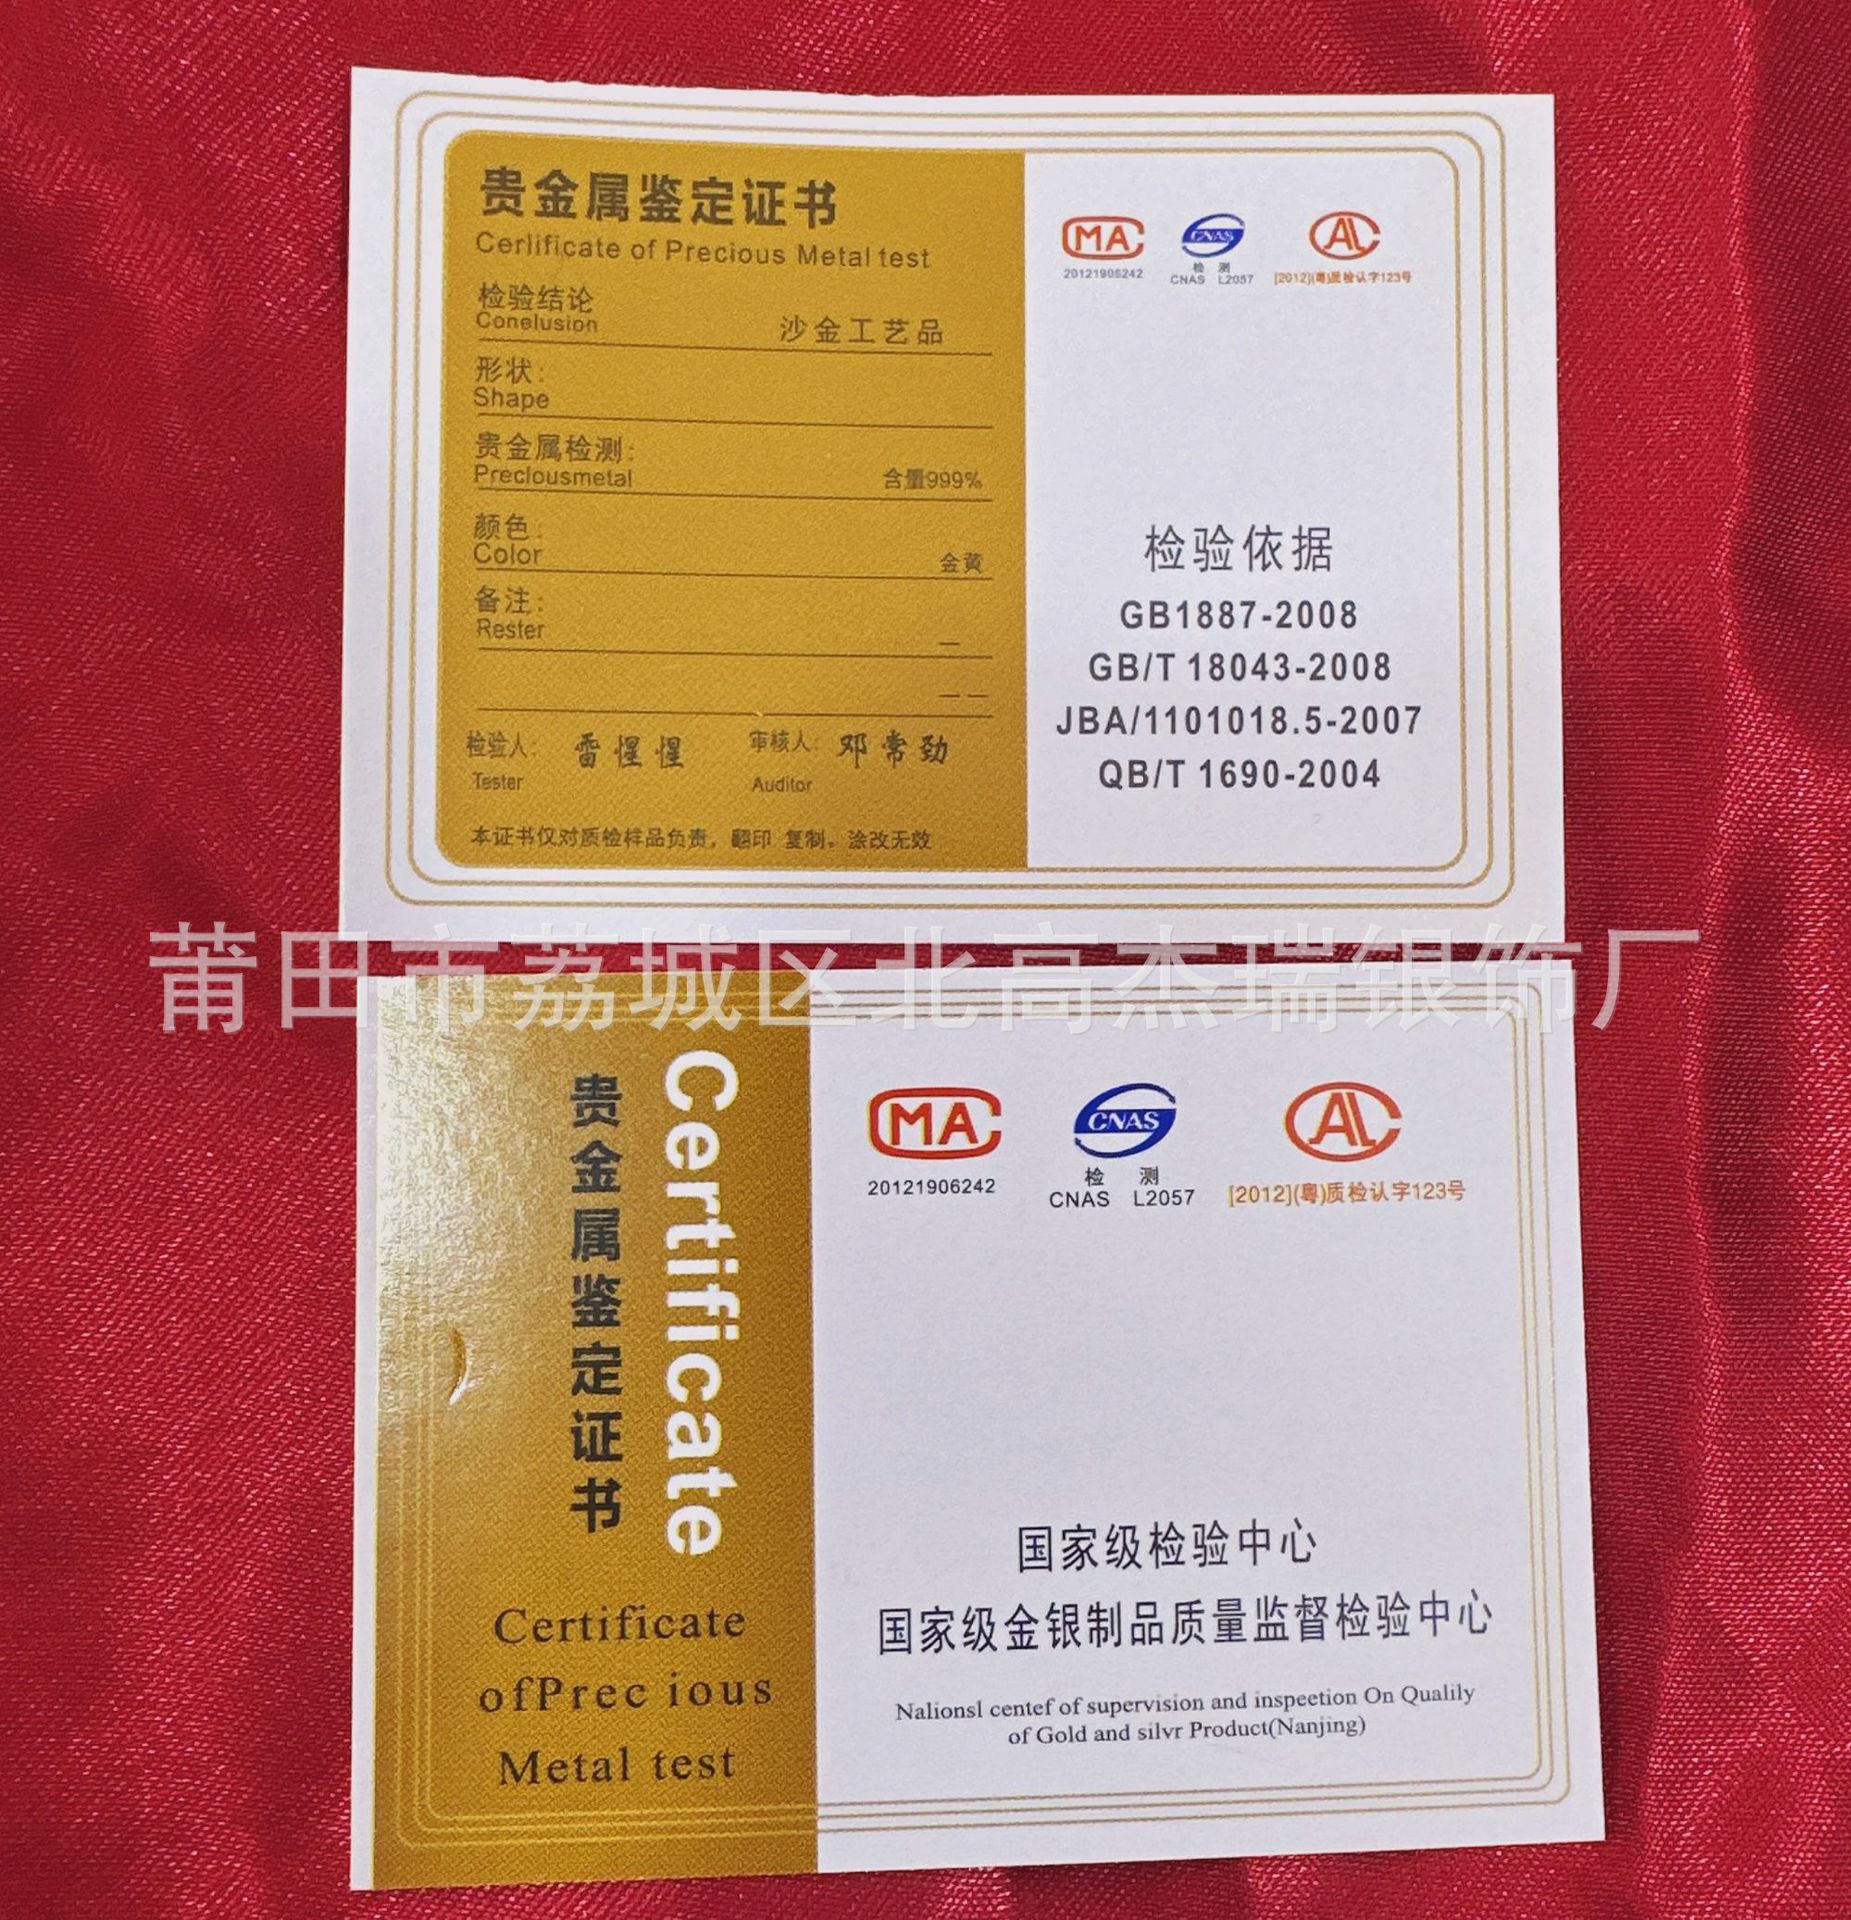 贵金属鉴定证书
Cerlificate of Precious Metal test
检验结论
Conelusion
沙金工艺品
形状:
Shape
贵金属检测:
Preciousmetal
含量999‰
颜色:
Color
金黄
备注:
Rester
—
— —
检验人: 雷惺惺 审核人: 邓常劲
Tester Auditor
本证书仅对质检样品负责，翻印 复制。涂改无效
MA CNAS AL
20121906242
检 测
CNAS L2057
[2012](粤)质检认字123号
检验依据
GB1887-2008
GB/T 18043-2008
JBA/1101018.5-2007
QB/T 1690-2004
莆田市荔城区北高杰瑞银饰厂
贵金属鉴定证书
Certificate
Certificate
ofPrec ious
Metal test
MA CNAS AL
20121906242
检 测
CNAS L2057
[2012](粤)质检认字123号
国家级检验中心
国家级金银制品质量监督检验中心
Nalionsl centef of supervision and inspeetion On Qualily
of Gold and silvr Product(Nanjing)